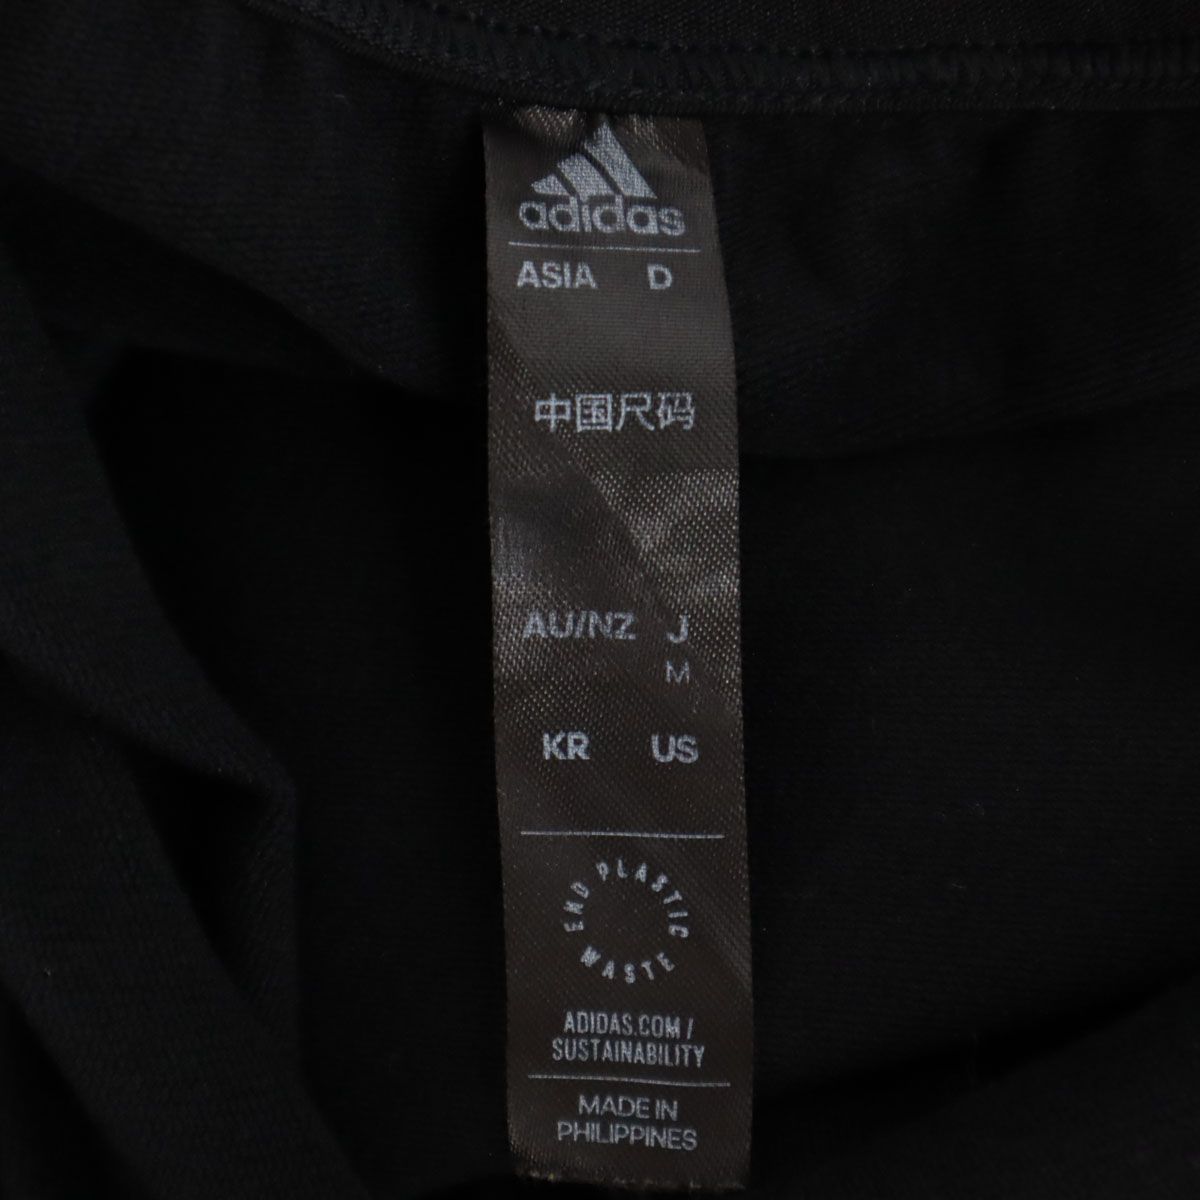 adidas
ASIA D
中国尺码
AU/NZ J
M
KR US
END PLASTIC WASTE
ADIDAS.COM/
SUSTAINABILITY
MADE IN
PHILIPPINES